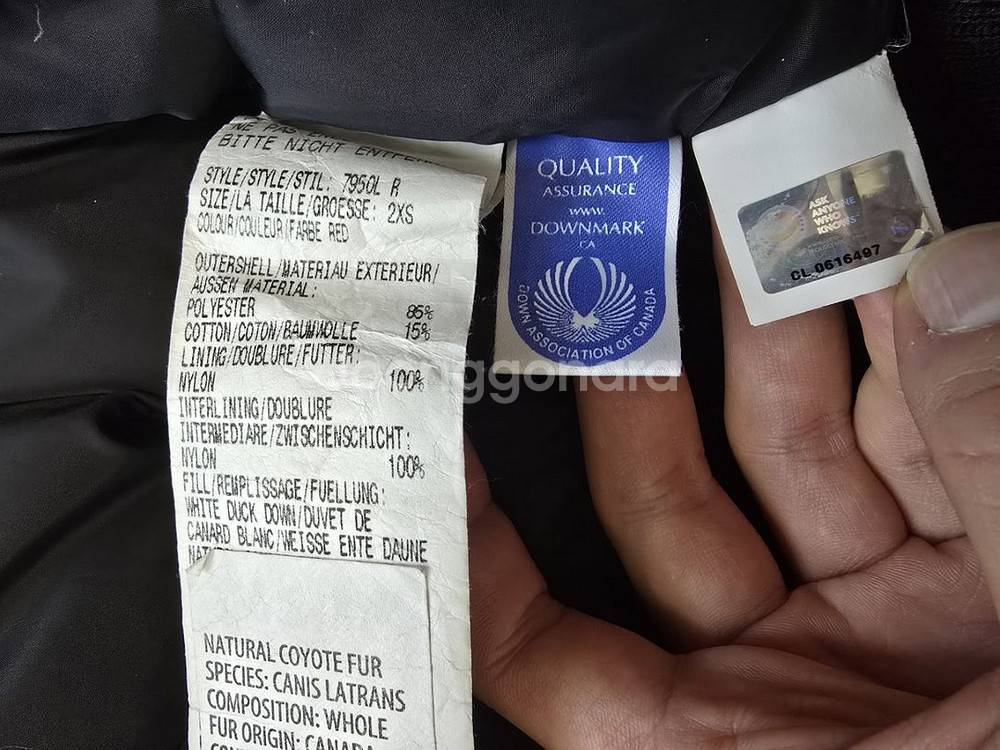 NE PAS
BITTE NICHT ENTFERN
STYLE/STYLE/STIL: 7950L R
SIZE/LA TAILLE/GROESSE: 2XS
COLOUR/COULEUR/FARBE RED
OUTERSHELL/MATERIAU EXTERIEUR/
AUSSEN MATERIAL:
POLYESTER 85%
COTTON/COTON/BAUMWOLLE 15%
LINING/DOUBLURE/FUTTER:
NYLON 100%
INTERLINING/DOUBLURE
INTERMEDIARE/ZWISCHENSCHICHT:
NYLON 100%
FILL/REMPLISSAGE/FUELLUNG:
WHITE DUCK DOWN/DUVET DE
CANARD BLANC/WEISSE ENTE DAUNE
NAT
NATURAL COYOTE FUR
SPECIES: CANIS LATRANS
COMPOSITION: WHOLE
FUR ORIGIN: CANADA
QUALITY
ASSURANCE
www.
DOWNMARK
.CA
DOWN ASSOCIATION OF CANADA
ASK
ANYONE
WHO
KNOWS
CL 0616497